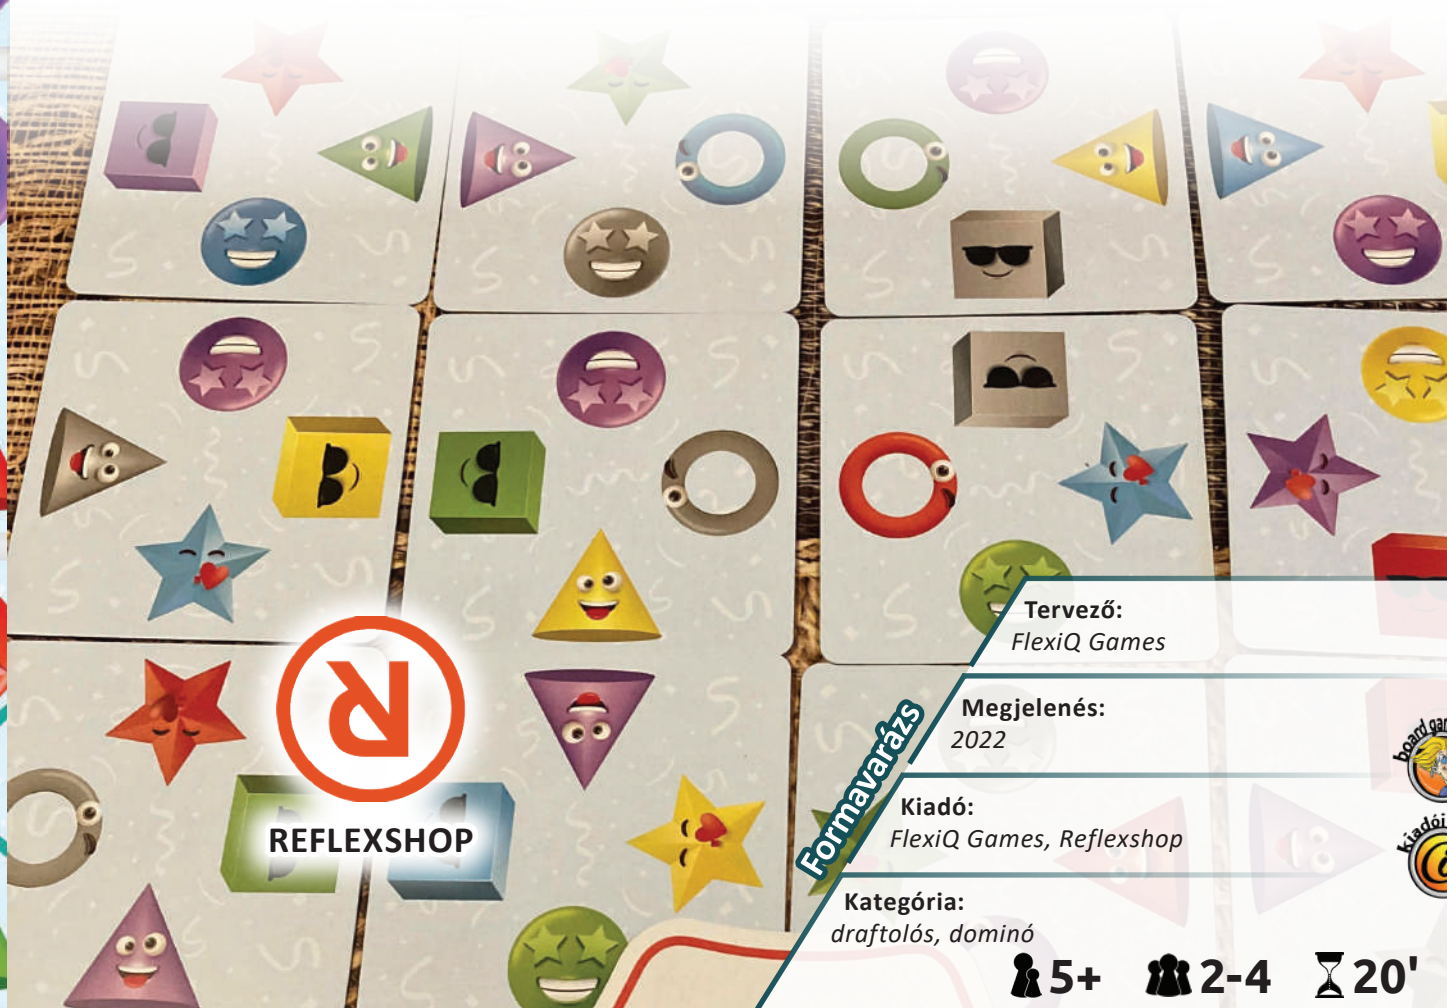 REFLEXSHOP
Formavarázs
Tervező:
FlexiQ Games
Megjelenés:
2022
Kiadó:
FlexiQ Games, Reflexshop
Kategória:
draftolós, dominó
5+ 2-4 20'